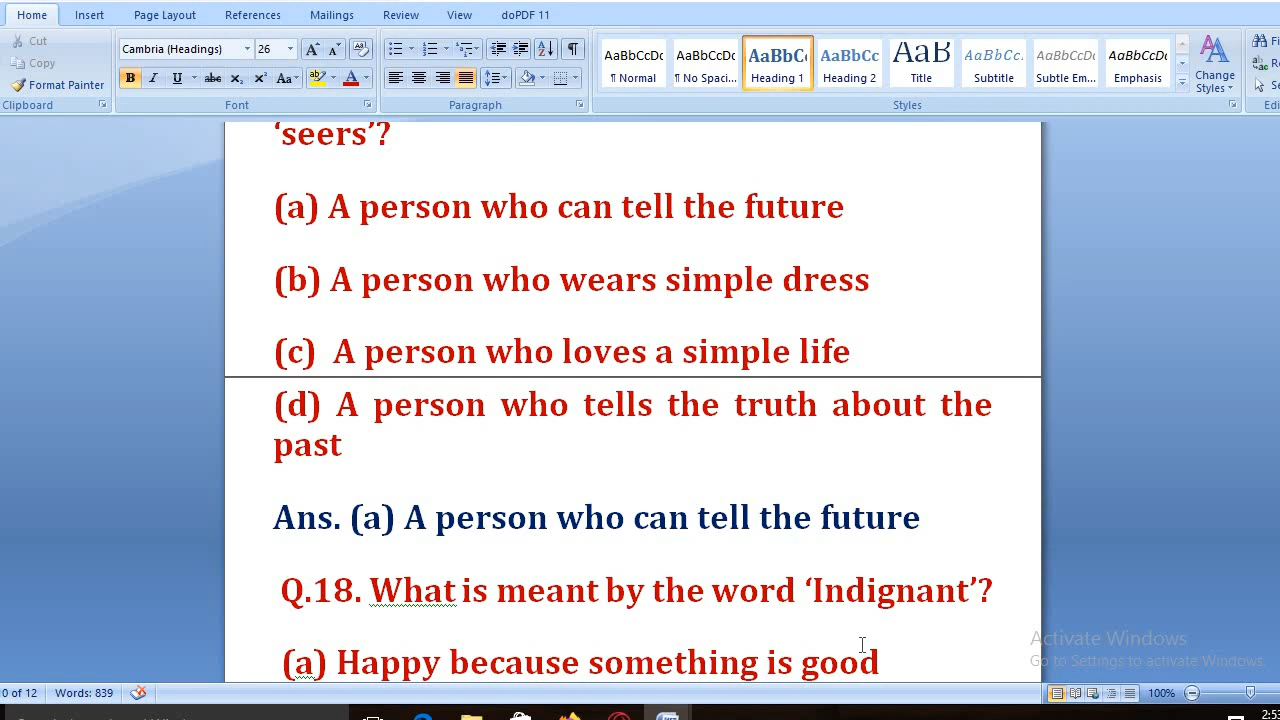 Home Insert Page Layout References Mailings Review View doPDF 11
Cut
Copy
Format Painter
Clipboard
Cambria (Headings) 26
Font
Paragraph
AaBbCcDc AaBbCcDc AaBbCc AaBbCc AaB AaBbCc. AaBbCcDc AaBbCcDc
¶ Normal ¶ No Spaci... Heading 1 Heading 2 Title Subtitle Subtle Em... Emphasis
Change Styles
Styles
‘seers’?
(a) A person who can tell the future
(b) A person who wears simple dress
(c) A person who loves a simple life
(d) A person who tells the truth about the
past
Ans. (a) A person who can tell the future
Q.18. What is meant by the word ‘Indignant’?
(a) Happy because something is good
Activate Windows
Go to Settings to activate Windows.
0 of 12 Words: 839 100%